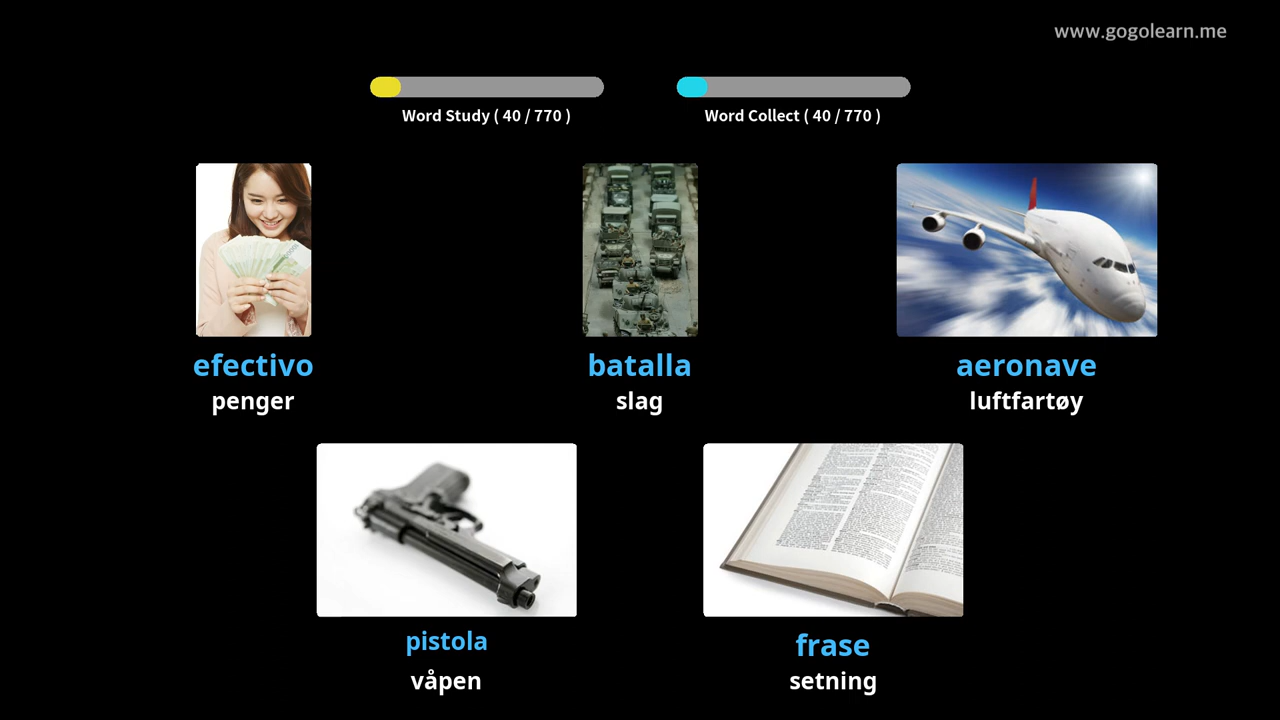 www.gogolearn.me
Word Study ( 40 / 770 )
Word Collect ( 40 / 770 )
efectivo
penger
batalla
slag
aeronave
luftfartøy
pistola
våpen
frase
setning